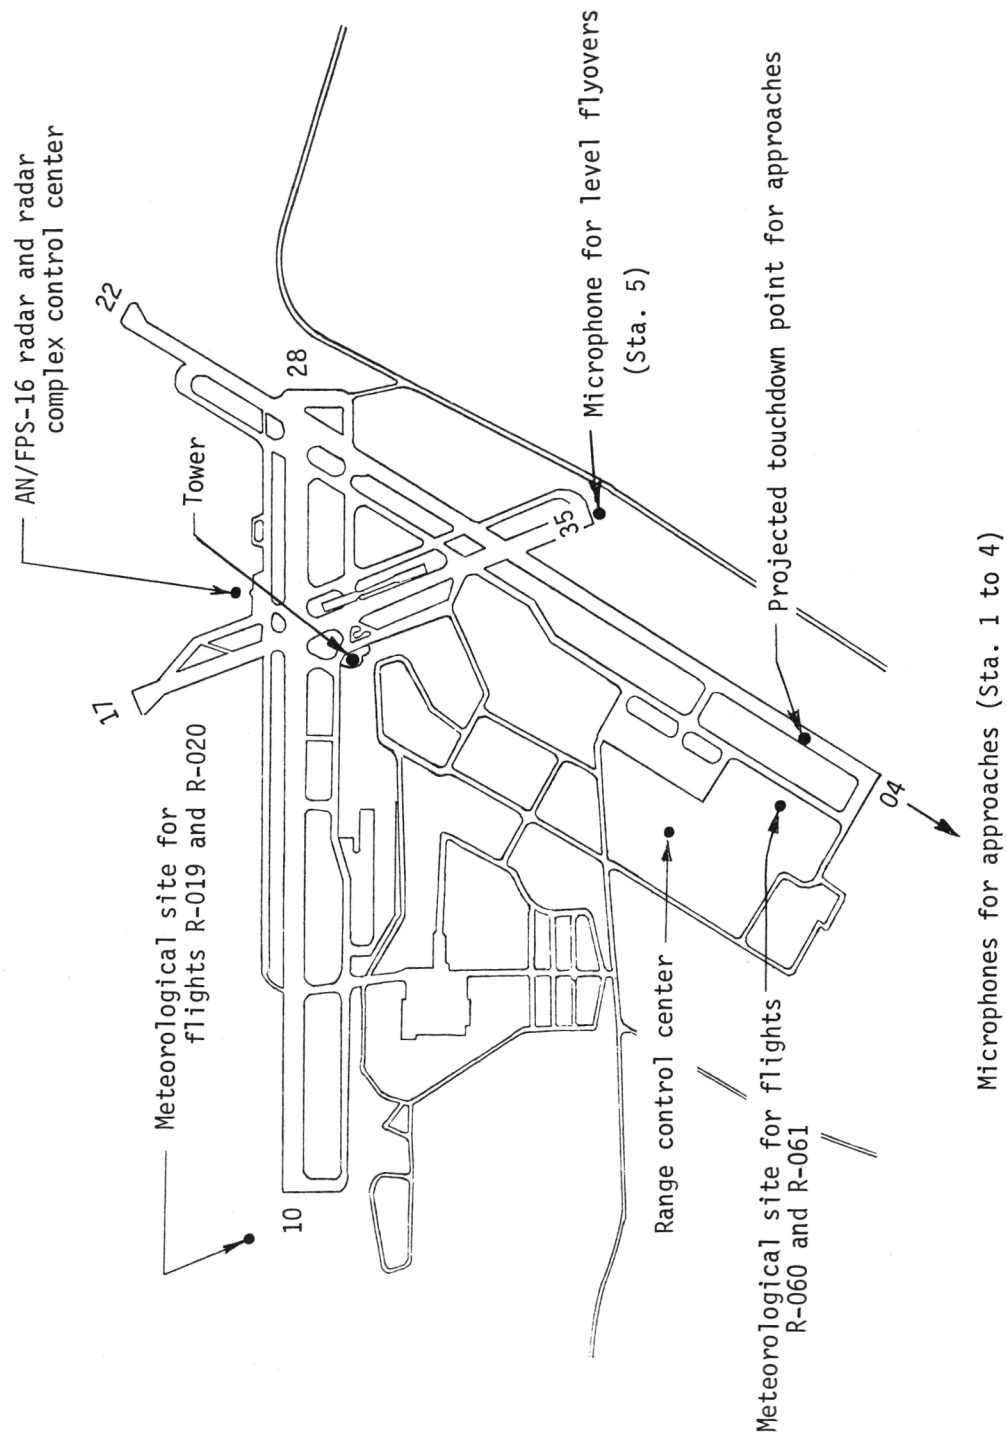 AN/FPS-16 radar and radar
complex control center
22
Tower
28
17
Meteorological site for
flights R-019 and R-020
10
Microphone for level flyovers
(Sta. 5)
35
Projected touchdown point for approaches
04
Range control center
Meteorological site for flights
R-060 and R-061
Microphones for approaches (Sta. 1 to 4)